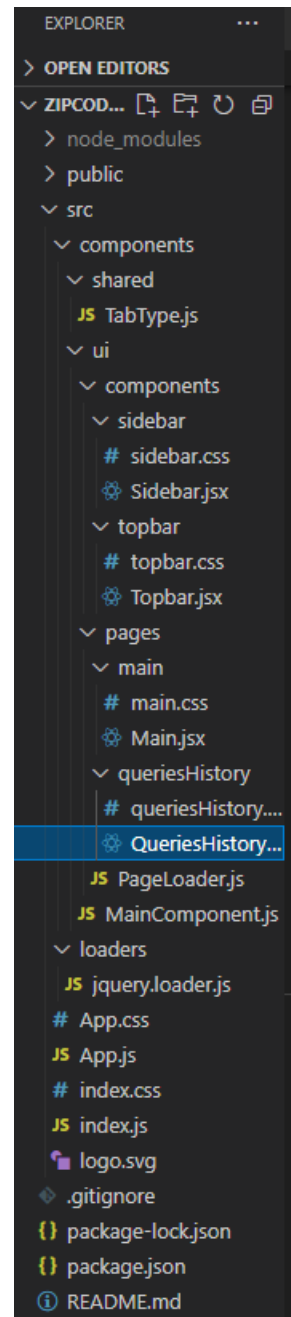 EXPLORER ...
OPEN EDITORS
ZIPCOD...
node_modules
public
src
components
shared
JS TabType.js
ui
components
sidebar
# sidebar.css
Sidebar.jsx
topbar
# topbar.css
Topbar.jsx
pages
main
# main.css
Main.jsx
queriesHistory
# queriesHistory....
QueriesHistory...
JS PageLoader.js
JS MainComponent.js
loaders
JS jquery.loader.js
# App.css
JS App.js
# index.css
JS index.js
logo.svg
.gitignore
{} package-lock.json
{} package.json
README.md